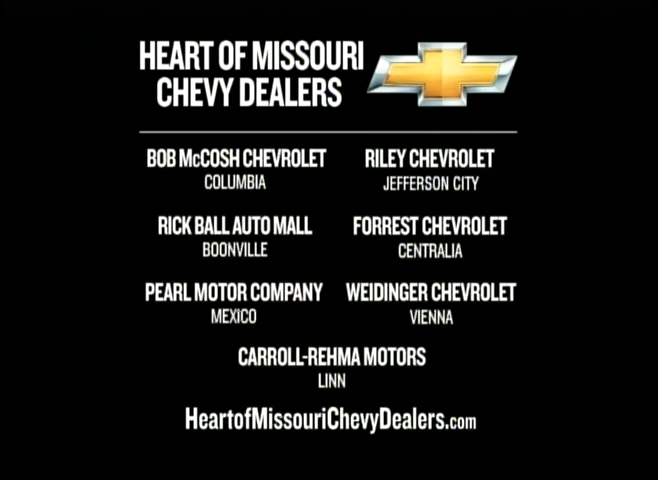 HEART OF MISSOURI
CHEVY DEALERS
BOB McCOSH CHEVROLET
COLUMBIA
RILEY CHEVROLET
JEFFERSON CITY
RICK BALL AUTO MALL
BOONVILLE
FORREST CHEVROLET
CENTRALIA
PEARL MOTOR COMPANY
MEXICO
WEIDINGER CHEVROLET
VIENNA
CARROLL-REHMA MOTORS
LINN
HeartofMissouriChevyDealers.com